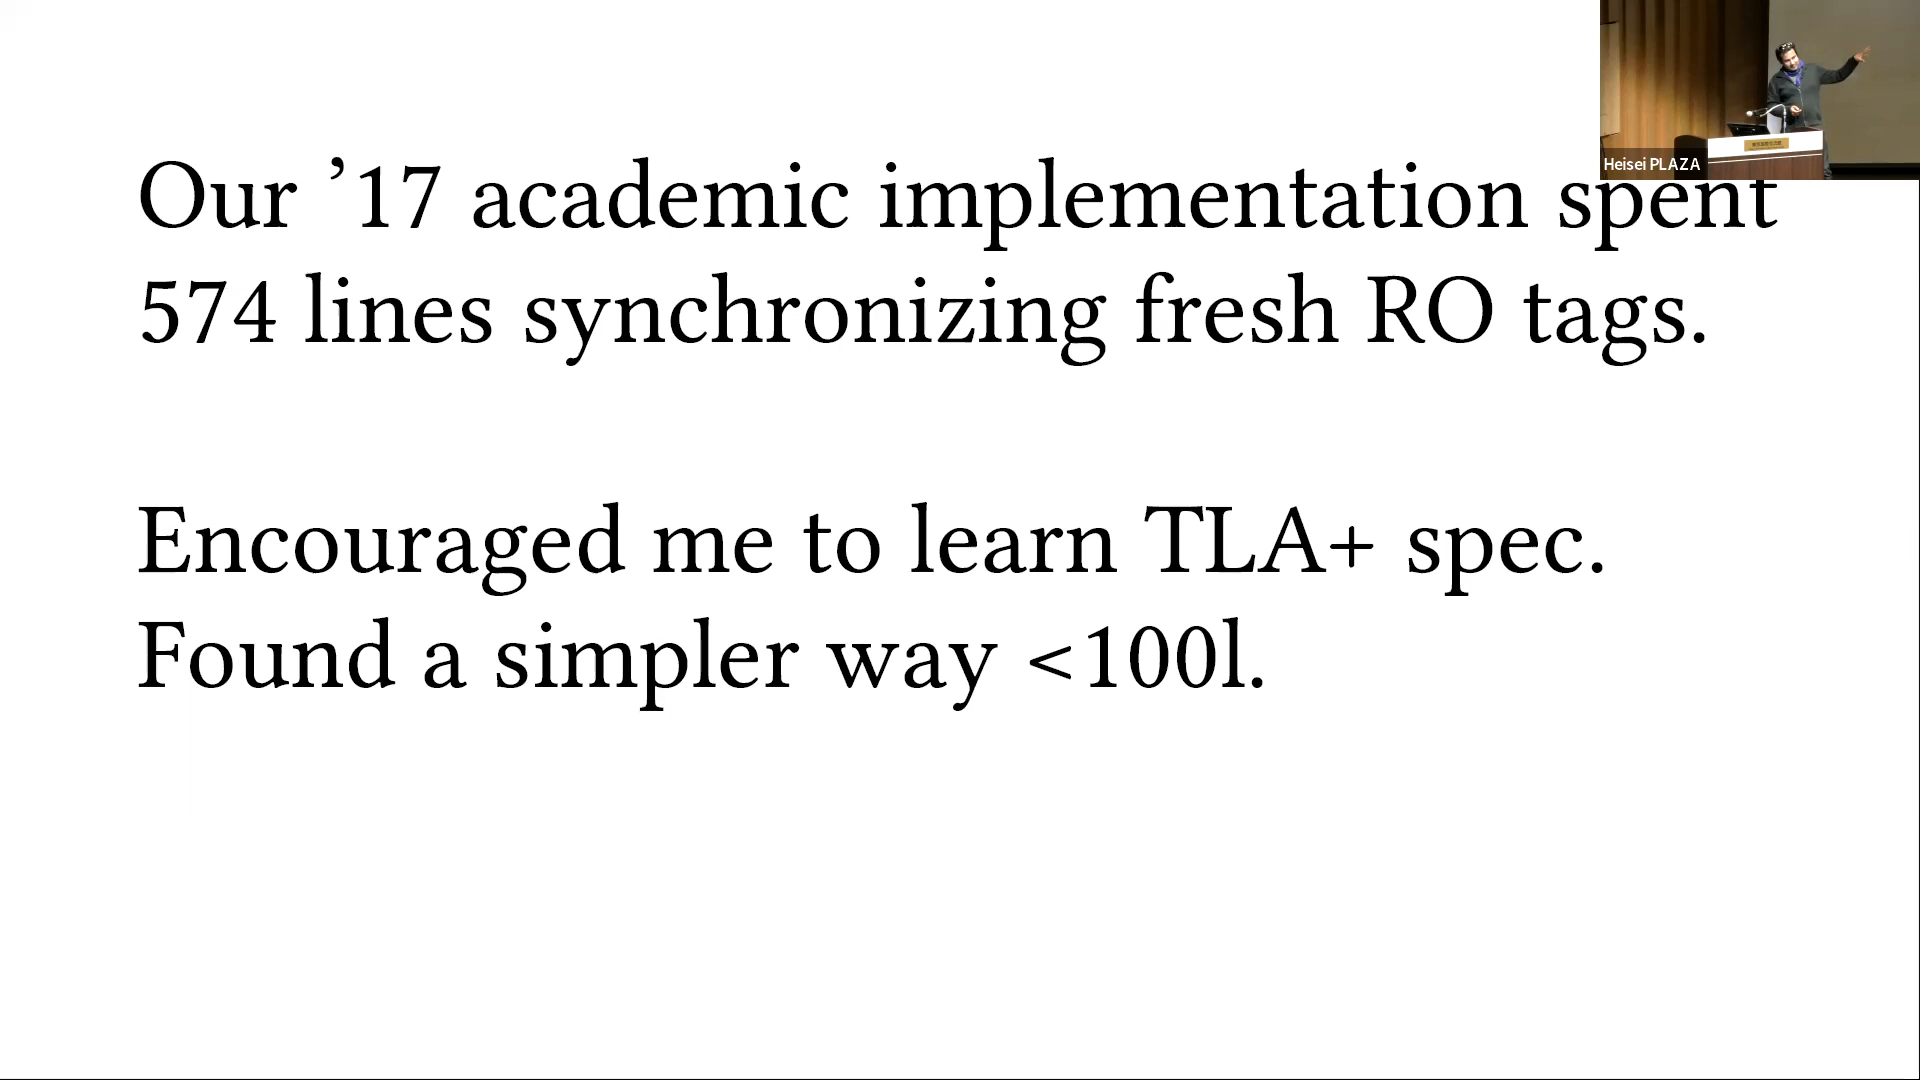 Our ’17 academic implementation spent
574 lines synchronizing fresh RO tags.
Encouraged me to learn TLA+ spec.
Found a simpler way <100l.
Heisei PLAZA